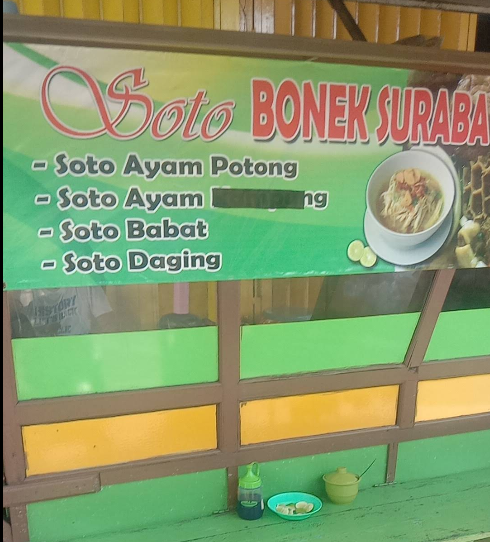 Soto BONEK SURABA
- Soto Ayam Potong
- Soto Ayam
- Soto Babat
- Soto Daging